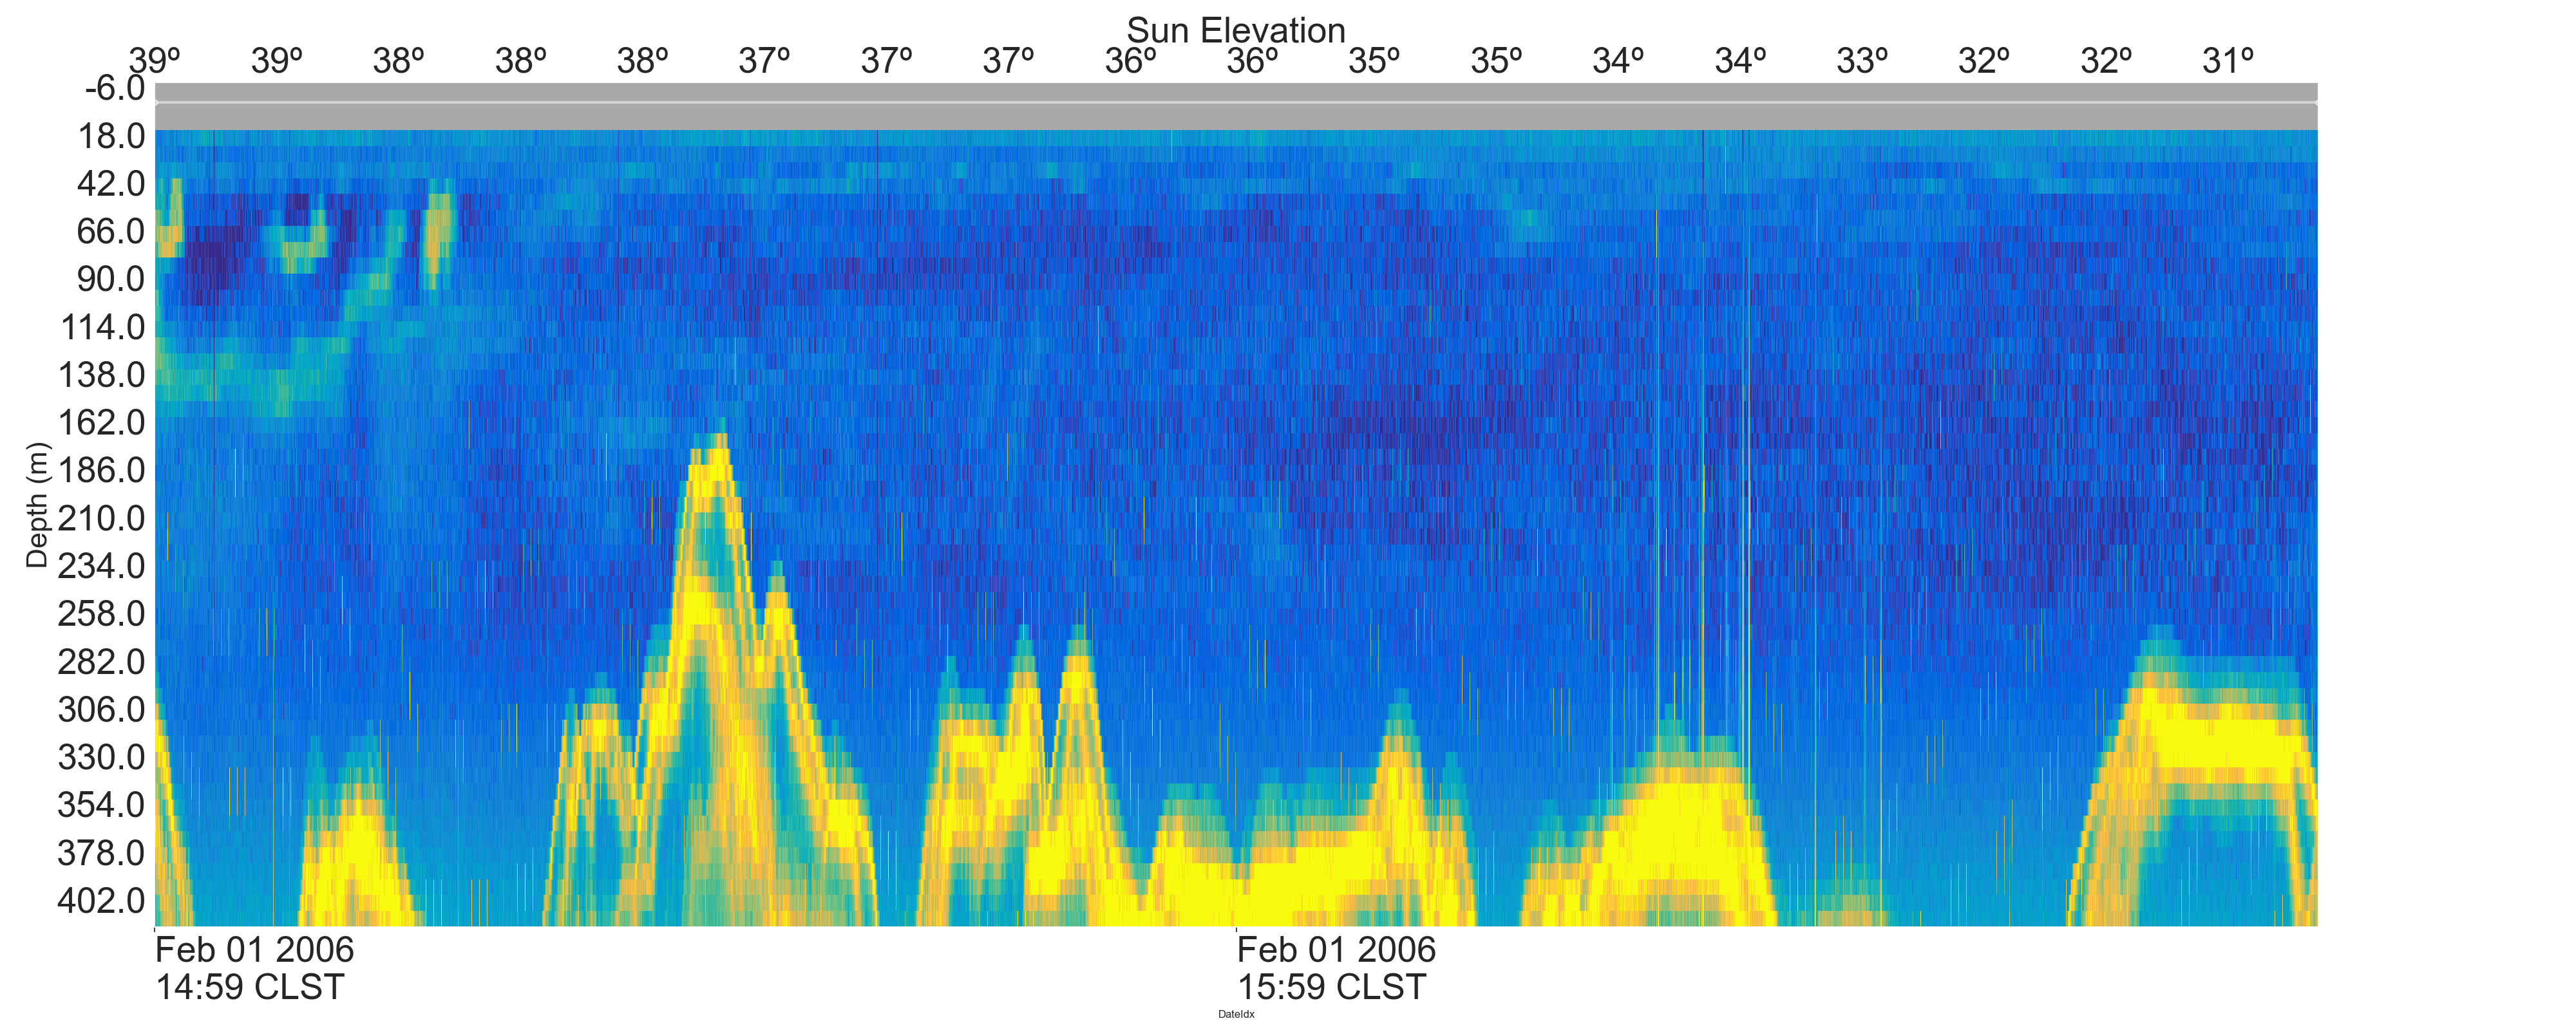 Sun Elevation
39º 39º 38º 38º 38º 37º 37º 37º 36º 36º 35º 35º 34º 34º 33º 32º 32º 31º
-6.0
18.0
42.0
66.0
90.0
114.0
138.0
162.0
186.0
210.0
234.0
258.0
282.0
306.0
330.0
354.0
378.0
402.0
Depth (m)
Feb 01 2006
14:59 CLST
Feb 01 2006
15:59 CLST
DateIdx